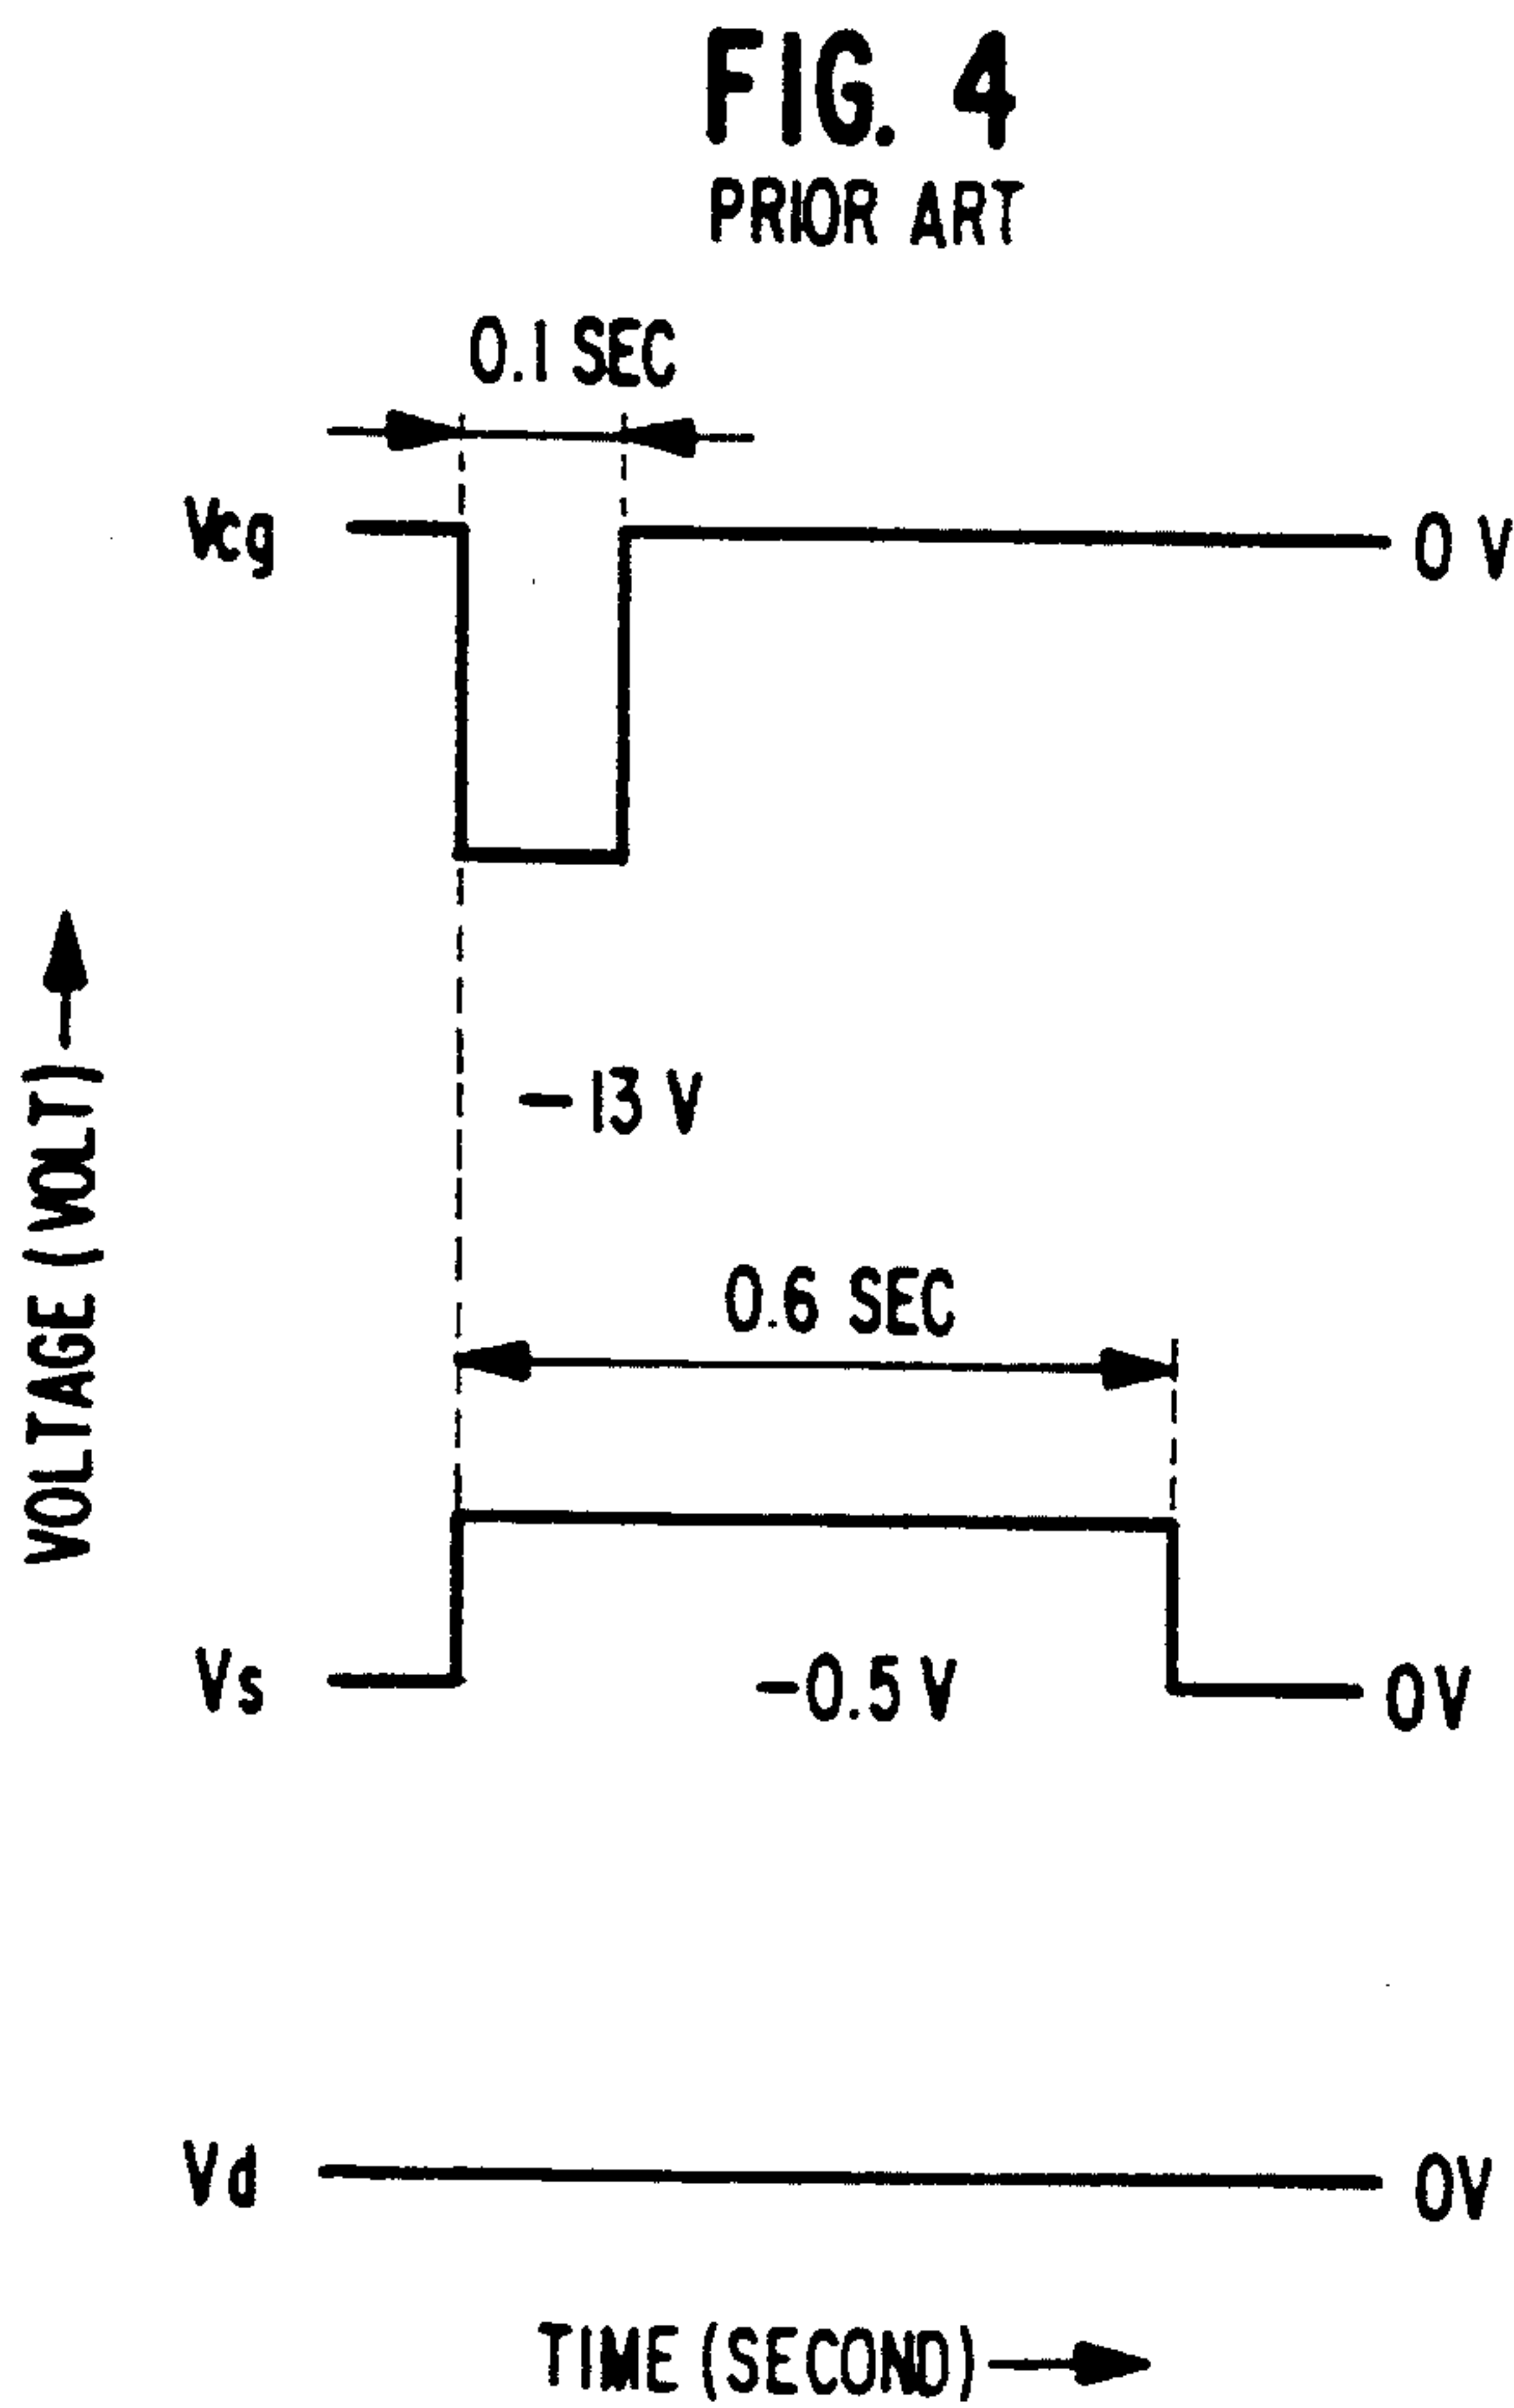 FIG. 4
PRIOR ART
0.1 SEC
Vcg
0 V
-13 V
VOLTAGE (VOLT)
0.6 SEC
Vs
-0.5 V
0V
Vd
0V
TIME (SECOND)